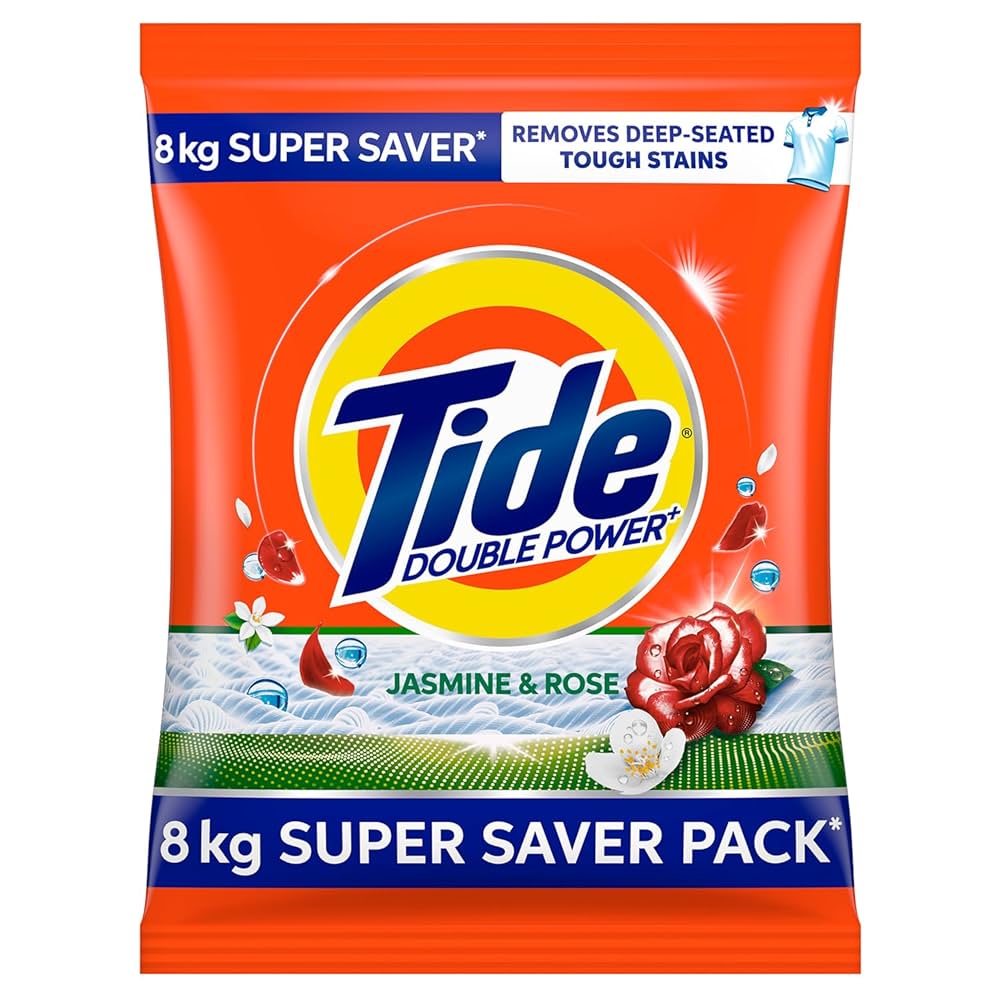 8 kg SUPER SAVER*
REMOVES DEEP-SEATED
TOUGH STAINS
Tide®
DOUBLE POWER+
JASMINE & ROSE
8 kg SUPER SAVER PACK*